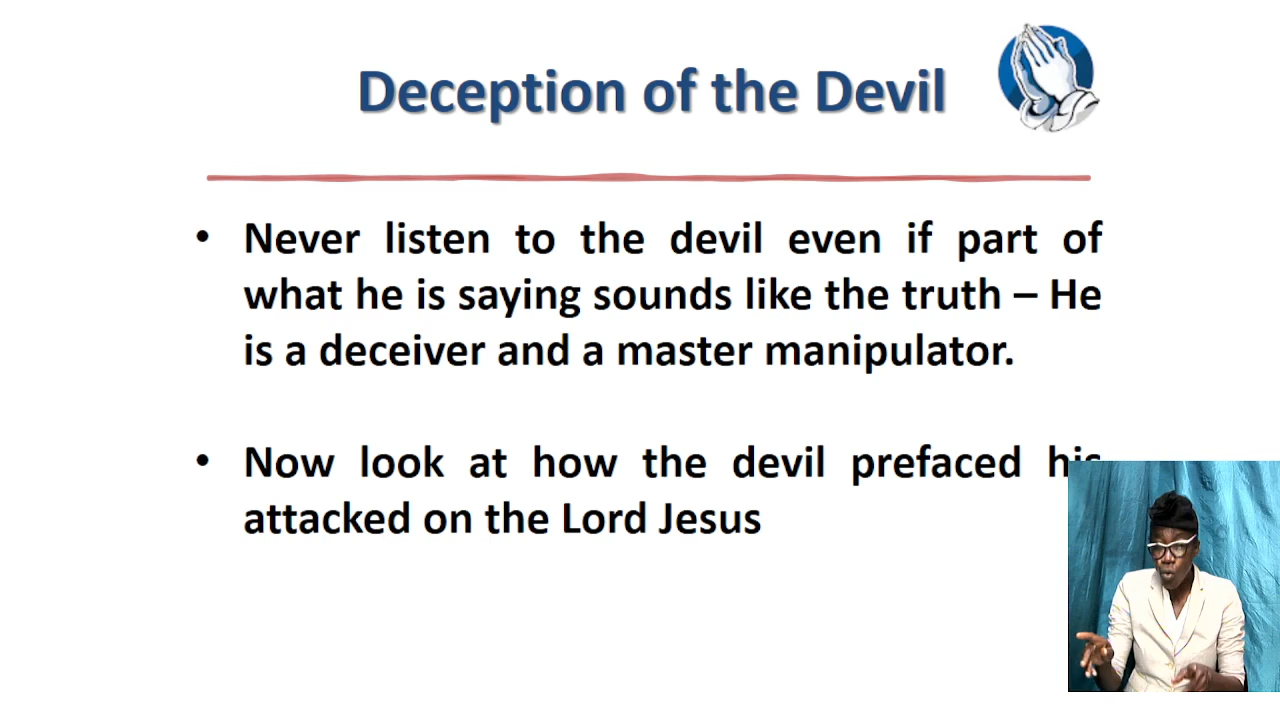 Deception of the Devil
• Never listen to the devil even if part of
what he is saying sounds like the truth – He
is a deceiver and a master manipulator.
• Now look at how the devil prefaced his
attacked on the Lord Jesus